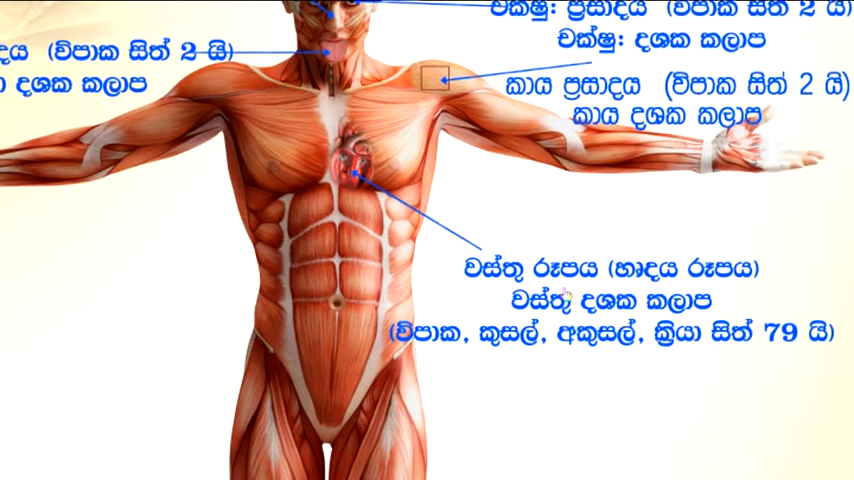 චක්ෂු: ප්‍රසාදය (විපාක සිත් 2 යි)
චක්ෂු: දශක කලාප
දය (විපාක සිත් 2 යි)
දශක කලාප
කාය ප්‍රසාදය (විපාක සිත් 2 යි)
කාය දශක කලාප
වස්තු රූපය (හෘදය රූපය)
වස්තු දශක කලාප
(විපාක, කුසල්, අකුසල්, ක්‍රියා සිත් 79 යි)